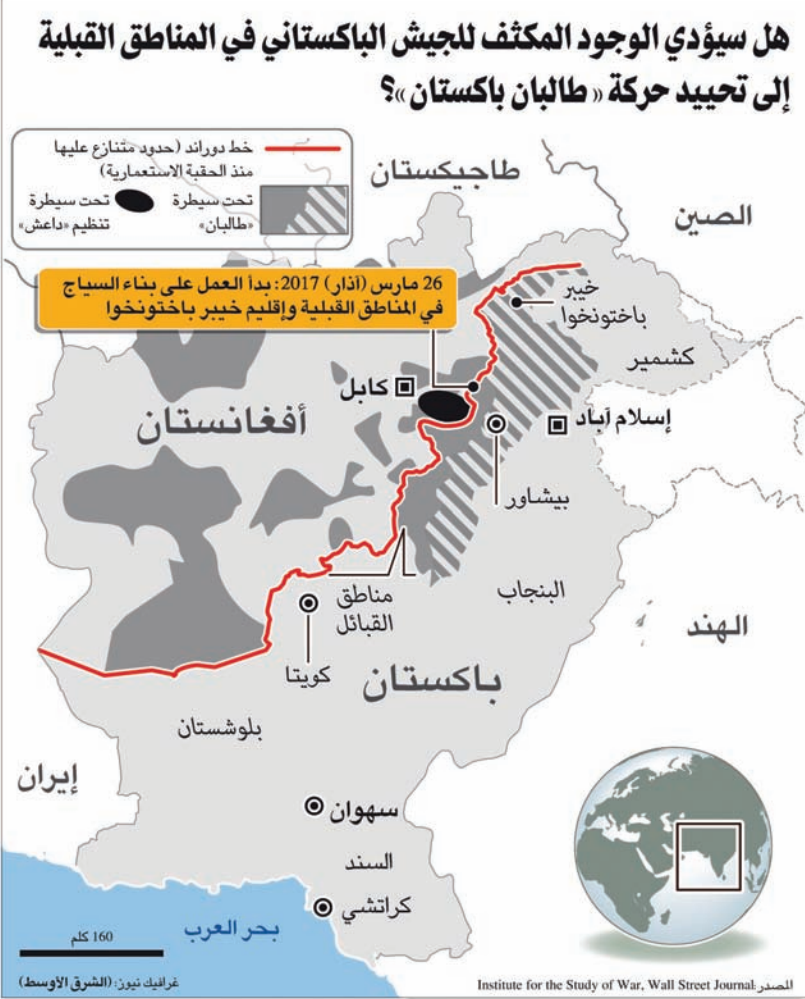 هل سيؤدي الوجود المكثف للجيش الباكستاني في المناطق القبلية
إلى تحييد حركة «طالبان باكستان»؟
خط دوراند (حدود متنازع عليها
منذ الحقبة الاستعمارية)
تحت سيطرة
«طالبان»
تحت سيطرة
تنظيم «داعش»
طاجيكستان
الصين
26 مارس (آذار) 2017: بدأ العمل على بناء السياج
في المناطق القبلية وإقليم خيبر باختونخوا
خيبر
باختونخوا
كشمير
كابل
أفغانستان
إسلام آباد
بيشاور
البنجاب
مناطق
القبائل
الهند
كويتا
باكستان
بلوشستان
إيران
سهوان
السند
كراتشي
بحر العرب
160 كلم
غرافيك نيوز: (الشرق الأوسط)
المصدر: Institute for the Study of War, Wall Street Journal